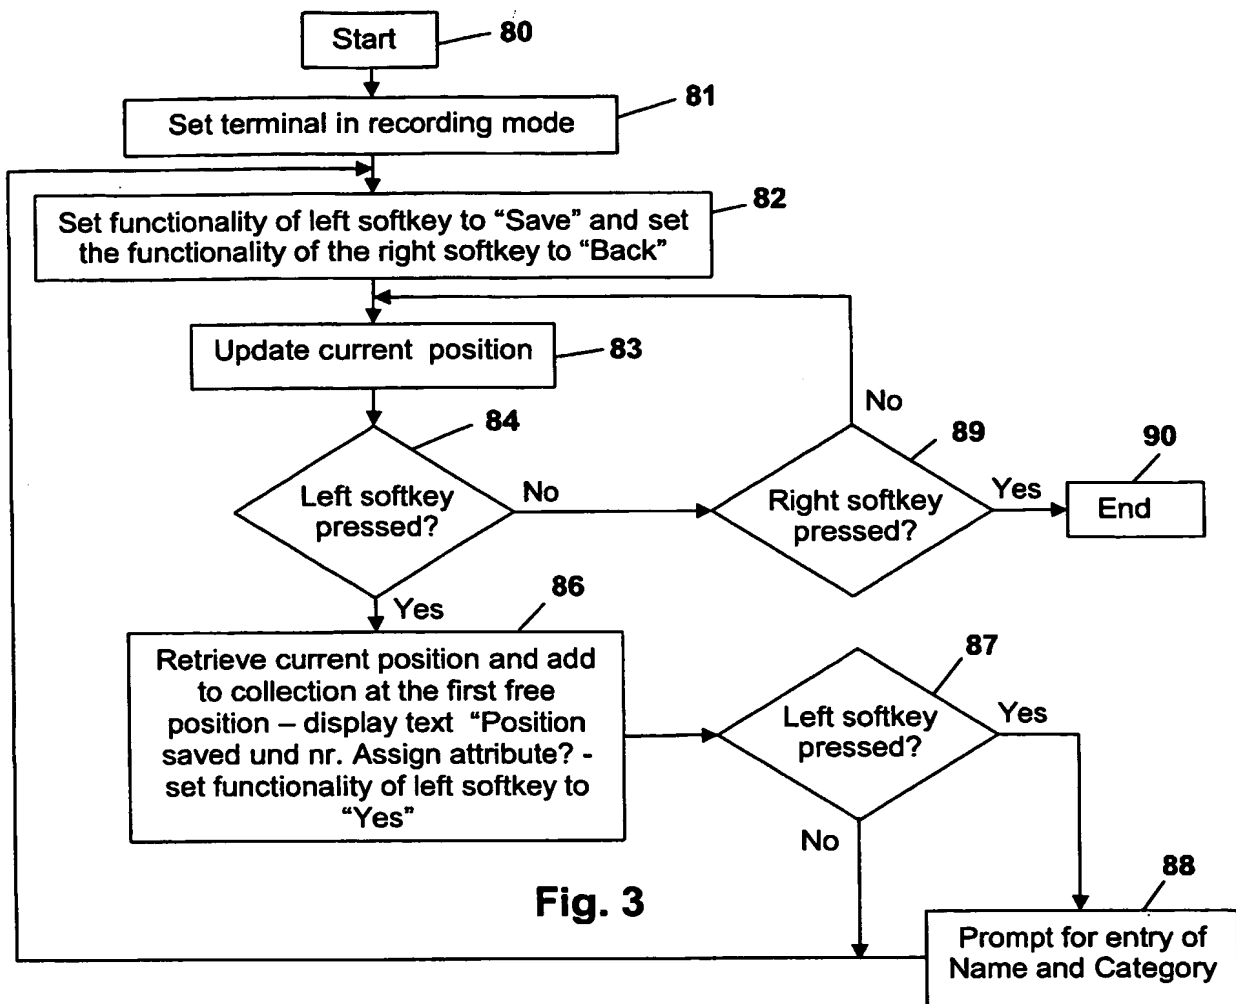 Start
80
81
Set terminal in recording mode
82
Set functionality of left softkey to “Save” and set
the functionality of the right softkey to “Back”
Update current position
83
No
84
89
90
Left softkey
pressed?
No
Right softkey
pressed?
Yes
End
Yes
86
Retrieve current position and add
to collection at the first free
position – display text “Position
saved und nr. Assign attribute? -
set functionality of left softkey to
“Yes”
87
Left softkey
pressed?
Yes
No
88
Fig. 3
Prompt for entry of
Name and Category